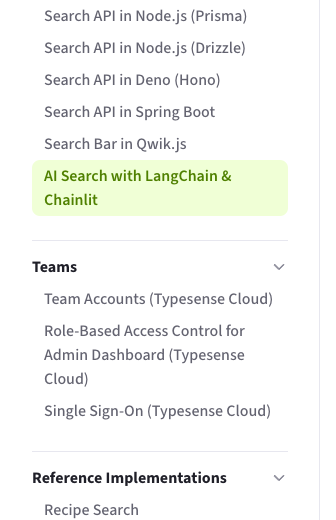 Search API in Node.js (Prisma)
Search API in Node.js (Drizzle)
Search API in Deno (Hono)
Search API in Spring Boot
Search Bar in Qwik.js
AI Search with LangChain &
Chainlit
Teams
Team Accounts (Typesense Cloud)
Role-Based Access Control for
Admin Dashboard (Typesense
Cloud)
Single Sign-On (Typesense Cloud)
Reference Implementations
Recipe Search